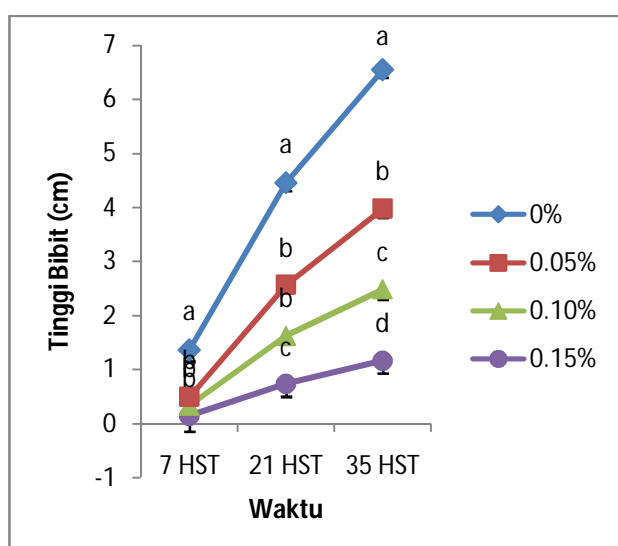 7
6
5
4
3
2
1
0
-1
Tinggi Bibit (cm)
a
a
a
b
b
b
b
b
b
c
c
d
7 HST 21 HST 35 HST
Waktu
0%
0.05%
0.10%
0.15%